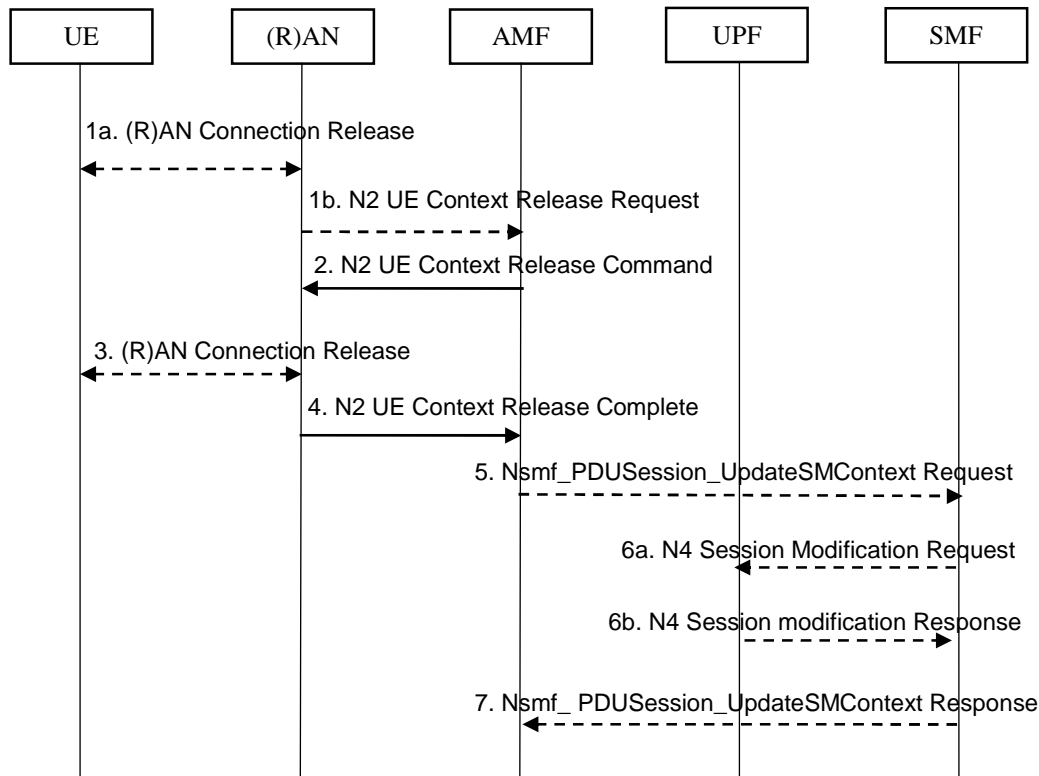 UE
(R)AN
AMF
UPF
SMF
1a. (R)AN Connection Release
1b. N2 UE Context Release Request
2. N2 UE Context Release Command
3. (R)AN Connection Release
4. N2 UE Context Release Complete
5. Nsmf_PDUSession_UpdateSMContext Request
6a. N4 Session Modification Request
6b. N4 Session modification Response
7. Nsmf_ PDUSession_UpdateSMContext Response